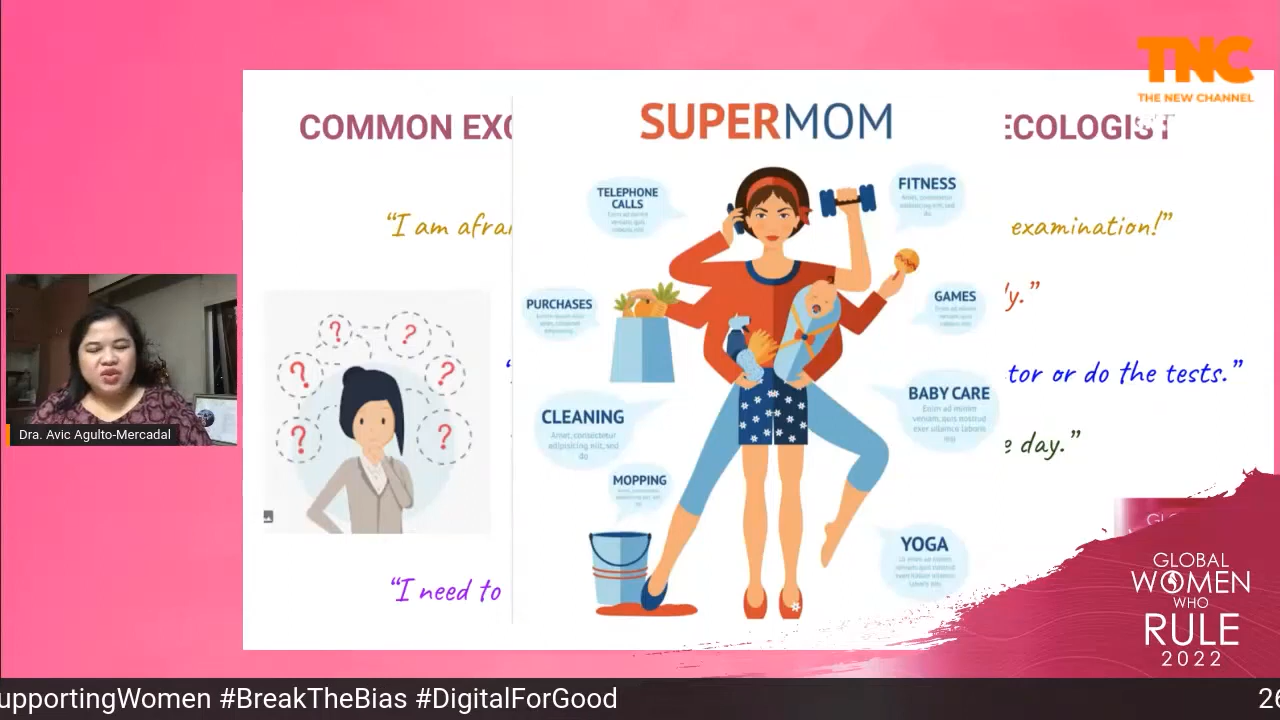 TNC
THE NEW CHANNEL
COMMON EXC
ECOLOGIST
SUPERMOM
"I am afrai
examination!"
y."
tor or do the tests."
e day."
"I need to
TELEPHONE
CALLS
FITNESS
PURCHASES
GAMES
CLEANING
BABY CARE
MOPPING
YOGA
Dra. Avic Agulto-Mercadal
GLOBAL
WOMEN
WHO
RULE
2022
upportingWomen #BreakTheBias #DigitalForGood
26